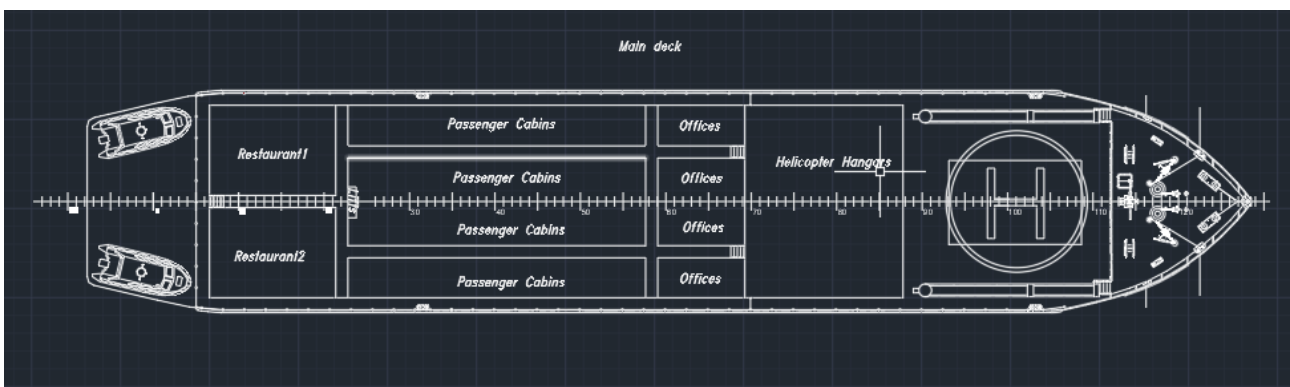 Main deck
Passenger Cabins
Offices
Restaurant1
Helicopter Hangars
Passenger Cabins
Offices
30 40 50 60 70 80 90 100 110 120
Passenger Cabins
Offices
Restaurant2
Passenger Cabins
Offices
H